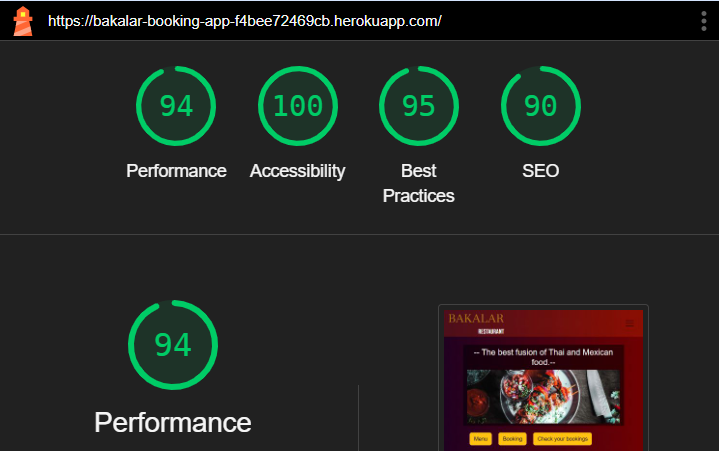 https://bakalar-booking-app-f4bee72469cb.herokuapp.com/
94
100
95
90
Performance
Accessibility
Best
Practices
SEO
94
Performance
BAKALAR
RESTAURANT
-- The best fusion of Thai and Mexican
food.--
Menu
Booking
Check your bookings